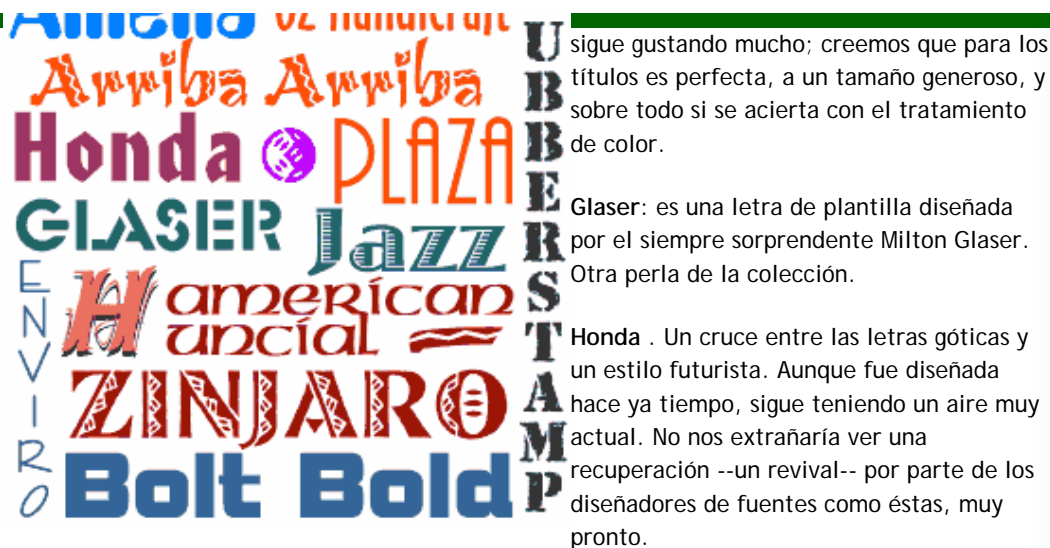 Amelia Oz Handicraft
Arriba Arriba
Honda PLAZA
GLASER Jazz
ENVIRO
H american
uncial
ZINJARO
Bolt Bold
UBBERSTAMP
sigue gustando mucho; creemos que para los
títulos es perfecta, a un tamaño generoso, y
sobre todo si se acierta con el tratamiento
de color.
Glaser: es una letra de plantilla diseñada
por el siempre sorprendente Milton Glaser.
Otra perla de la colección.
Honda . Un cruce entre las letras góticas y
un estilo futurista. Aunque fue diseñada
hace ya tiempo, sigue teniendo un aire muy
actual. No nos extrañaría ver una
recuperación --un revival-- por parte de los
diseñadores de fuentes como éstas, muy
pronto.